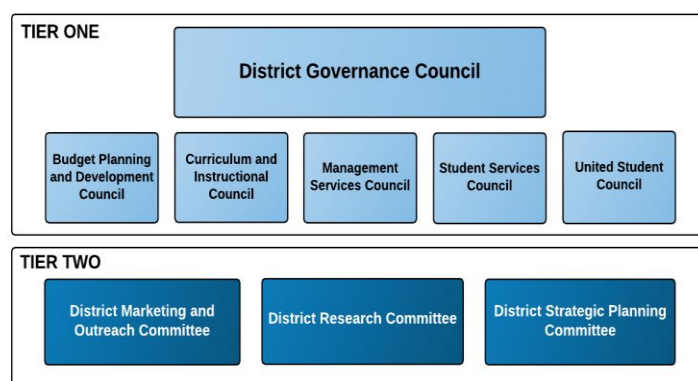 TIER ONE
District Governance Council
Budget Planning
and Development
Council
Curriculum and
Instructional
Council
Management
Services Council
Student Services
Council
United Student
Council
TIER TWO
District Marketing and
Outreach Committee
District Research Committee
District Strategic Planning
Committee